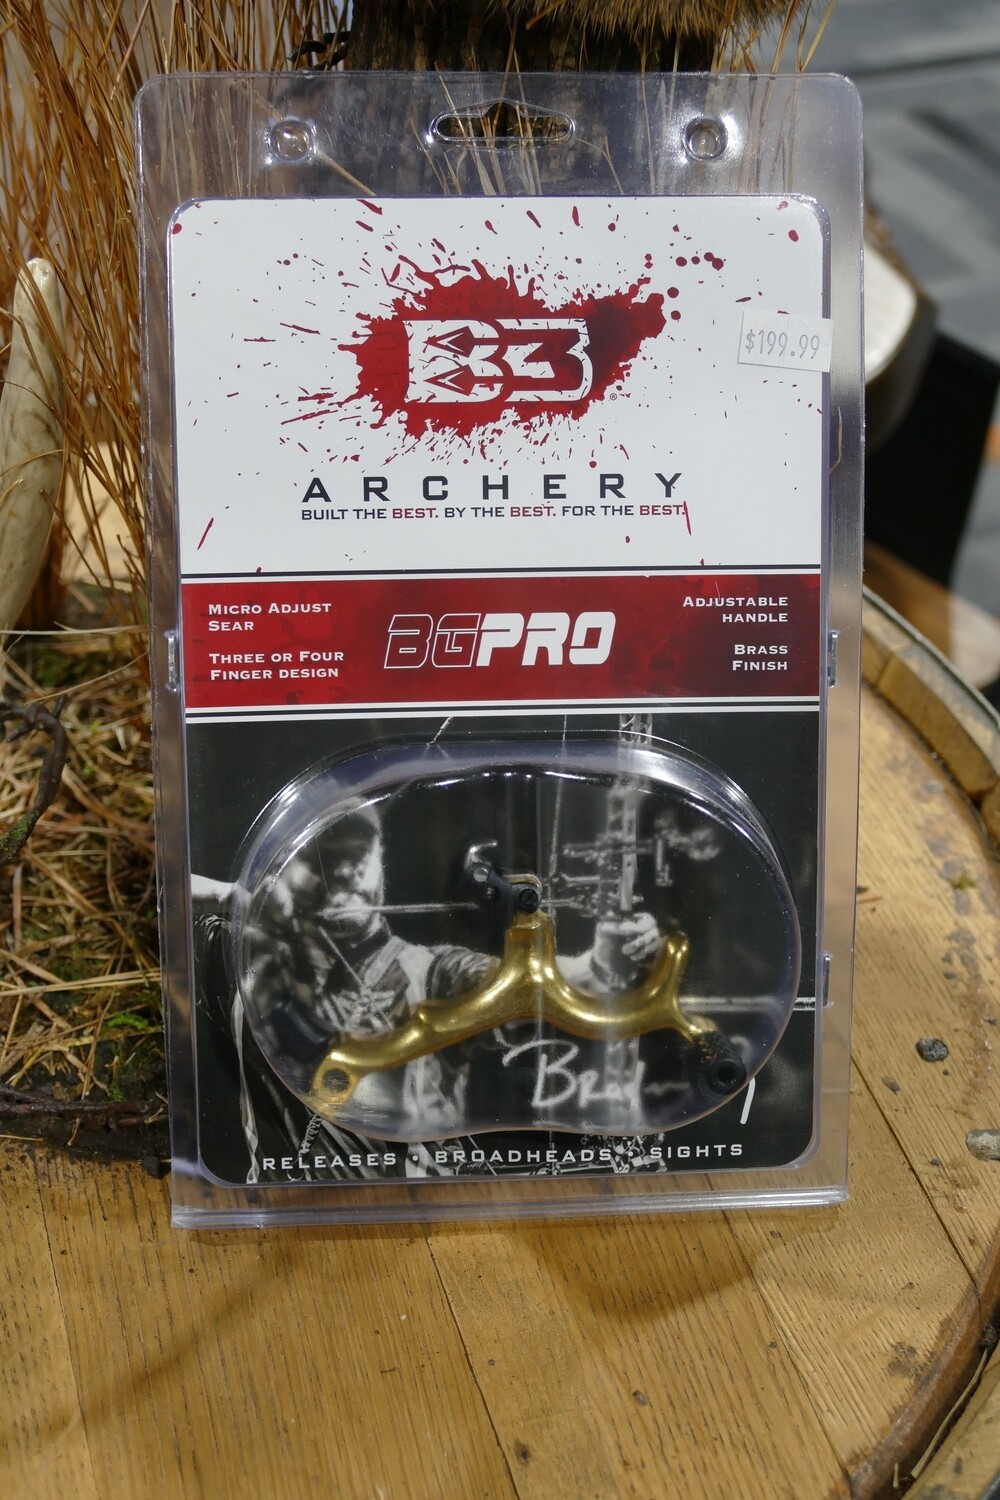 B3
$199.99
®
ARCHERY
BUILT THE BEST. BY THE BEST. FOR THE BEST.
MICRO ADJUST
SEAR
THREE OR FOUR
FINGER DESIGN
BGPRO
ADJUSTABLE
HANDLE
BRASS
FINISH
RELEASES • BROADHEADS • SIGHTS